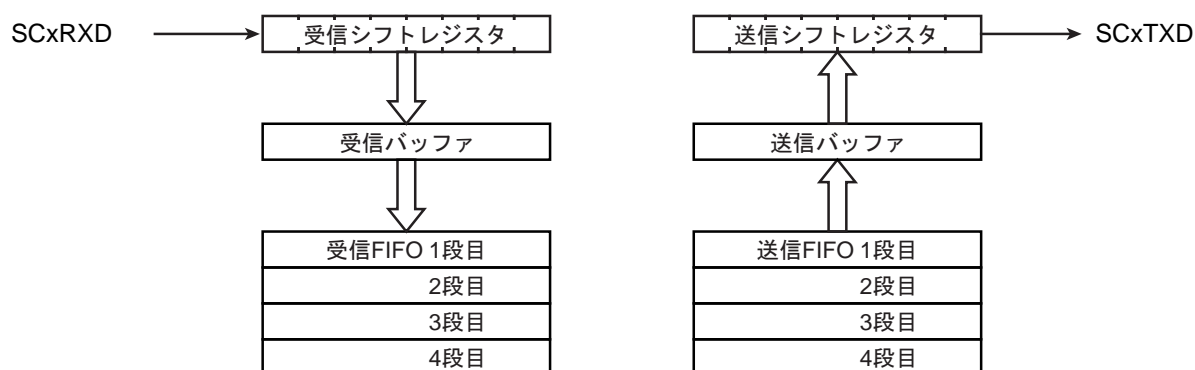 SCxRXD
受信シフトレジスタ
受信バッファ
受信FIFO 1段目
2段目
3段目
4段目
送信シフトレジスタ
SCxTXD
送信バッファ
送信FIFO 1段目
2段目
3段目
4段目